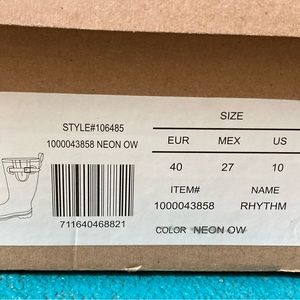 STYLE#106485
1000043858 NEON OW
711640468821
SIZE
EUR MEX US
40 27 10
ITEM# NAME
1000043858 RHYTHM
COLOR NEON OW